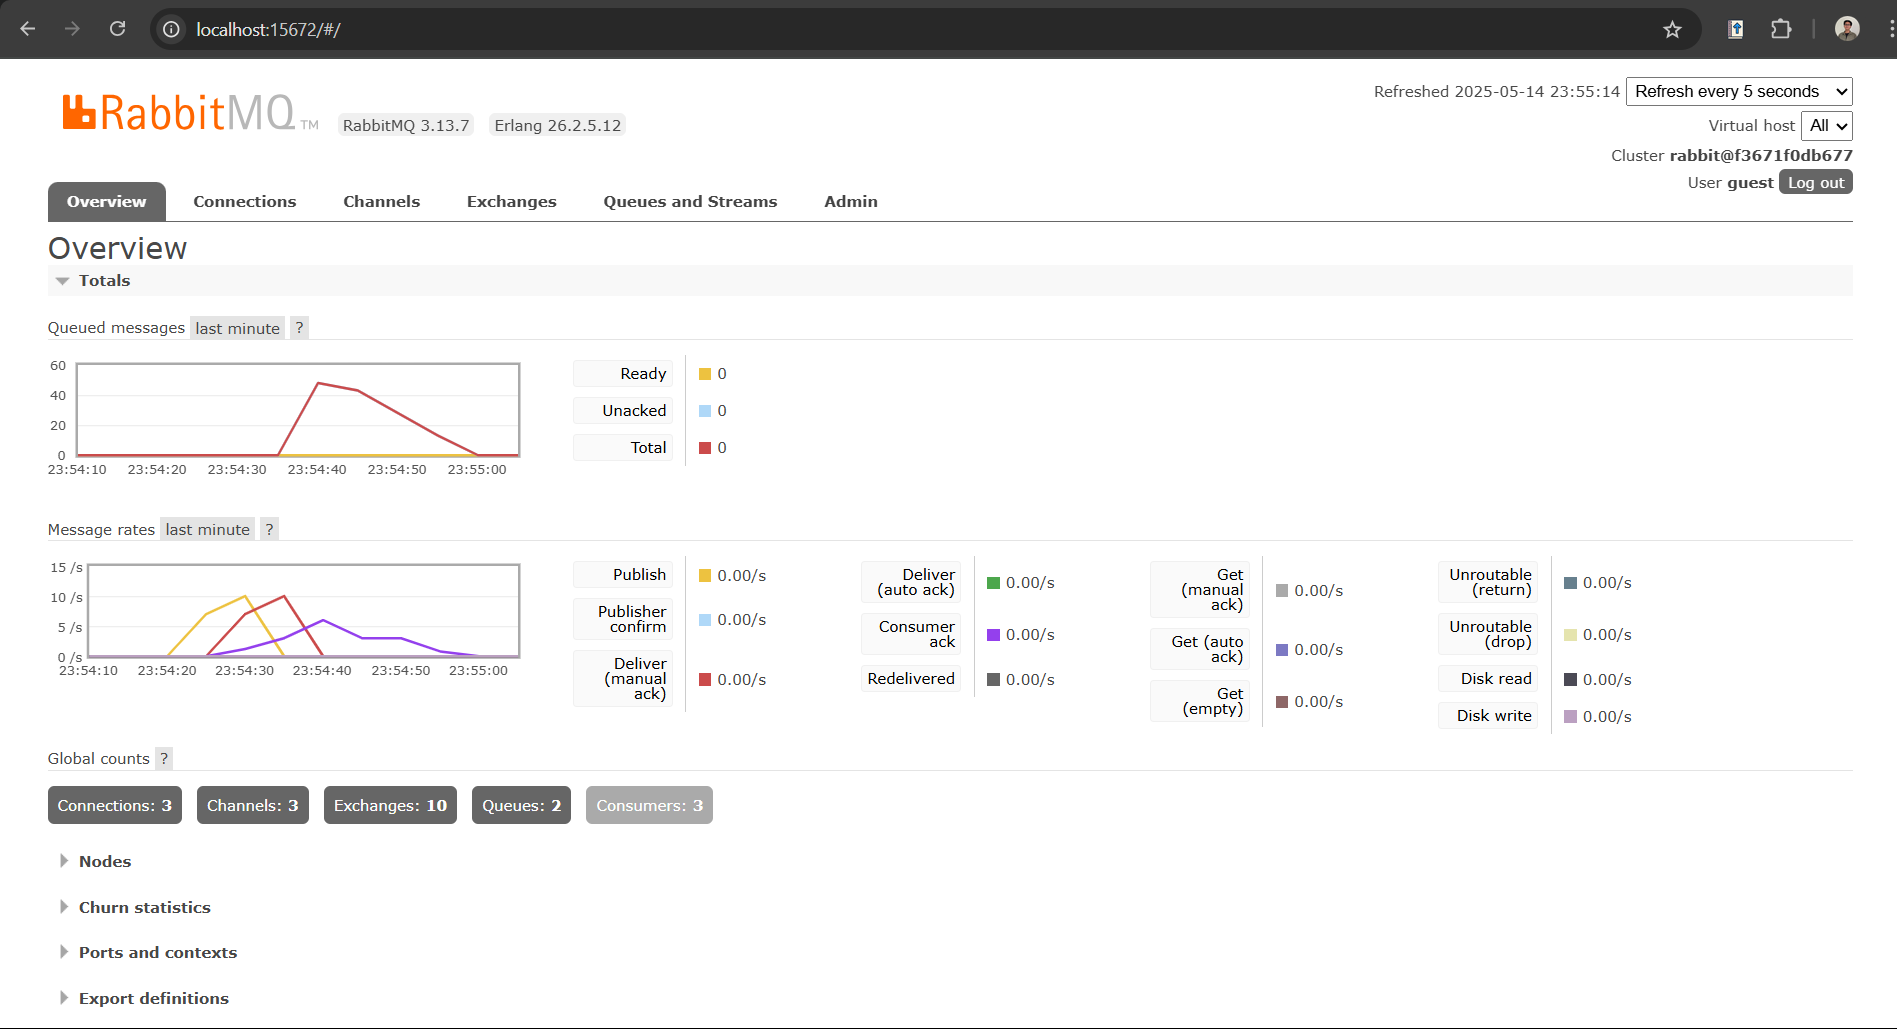 localhost:15672/#/
RabbitMQ TM
RabbitMQ 3.13.7
Erlang 26.2.5.12
Refreshed 2025-05-14 23:55:14
Refresh every 5 seconds
Virtual host
All
Cluster rabbit@f3671f0db677
User guest
Log out
Overview
Connections
Channels
Exchanges
Queues and Streams
Admin
Overview
Totals
Queued messages last minute ?
60
40
20
0
23:54:10 23:54:20 23:54:30 23:54:40 23:54:50 23:55:00
Ready 0
Unacked 0
Total 0
Message rates last minute ?
15 /s
10 /s
5 /s
0 /s
23:54:10 23:54:20 23:54:30 23:54:40 23:54:50 23:55:00
Publish 0.00/s
Publisher
confirm 0.00/s
Deliver
(manual
ack) 0.00/s
Deliver
(auto ack) 0.00/s
Consumer
ack 0.00/s
Redelivered 0.00/s
Get
(manual
ack) 0.00/s
Get (auto
ack) 0.00/s
Get
(empty) 0.00/s
Unroutable
(return) 0.00/s
Unroutable
(drop) 0.00/s
Disk read 0.00/s
Disk write 0.00/s
Global counts ?
Connections: 3
Channels: 3
Exchanges: 10
Queues: 2
Consumers: 3
Nodes
Churn statistics
Ports and contexts
Export definitions